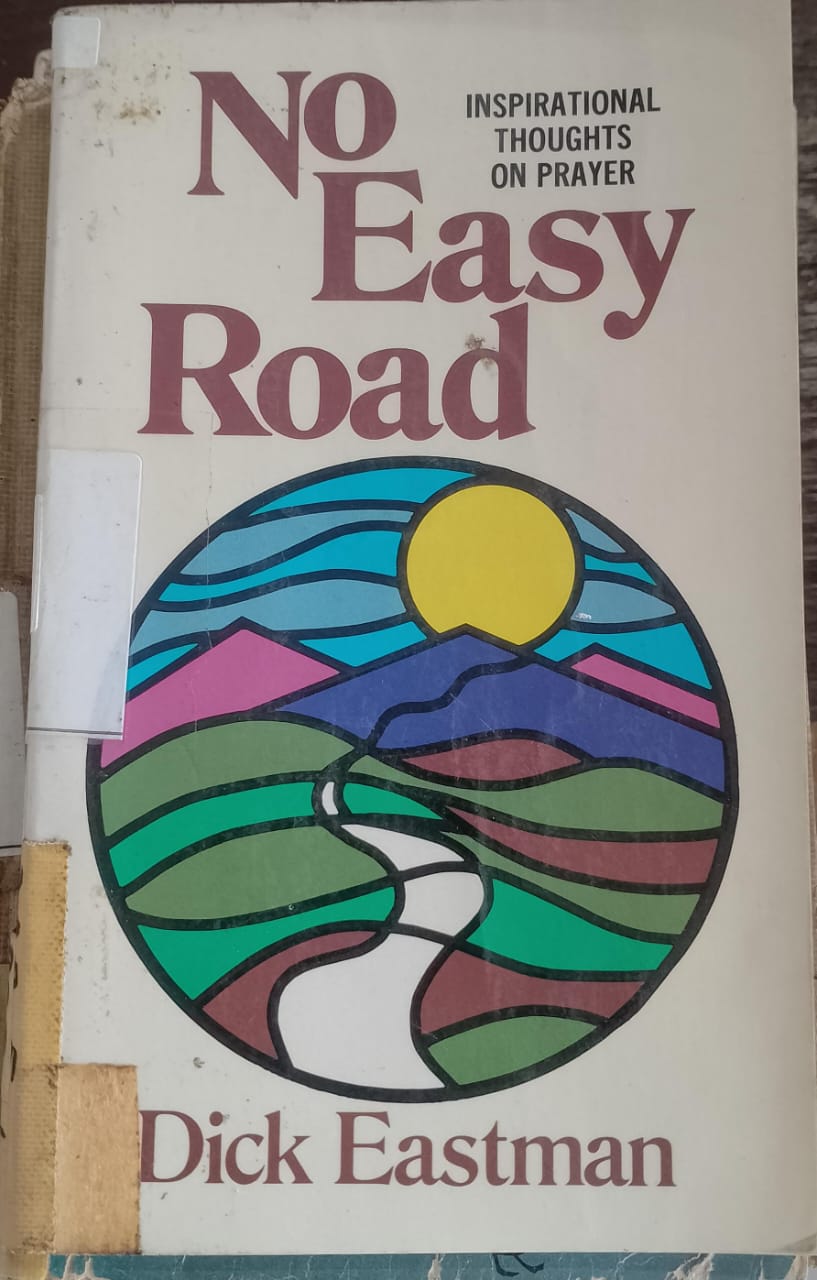 No
INSPIRATIONAL
THOUGHTS
ON PRAYER
Easy
Road
Dick Eastman